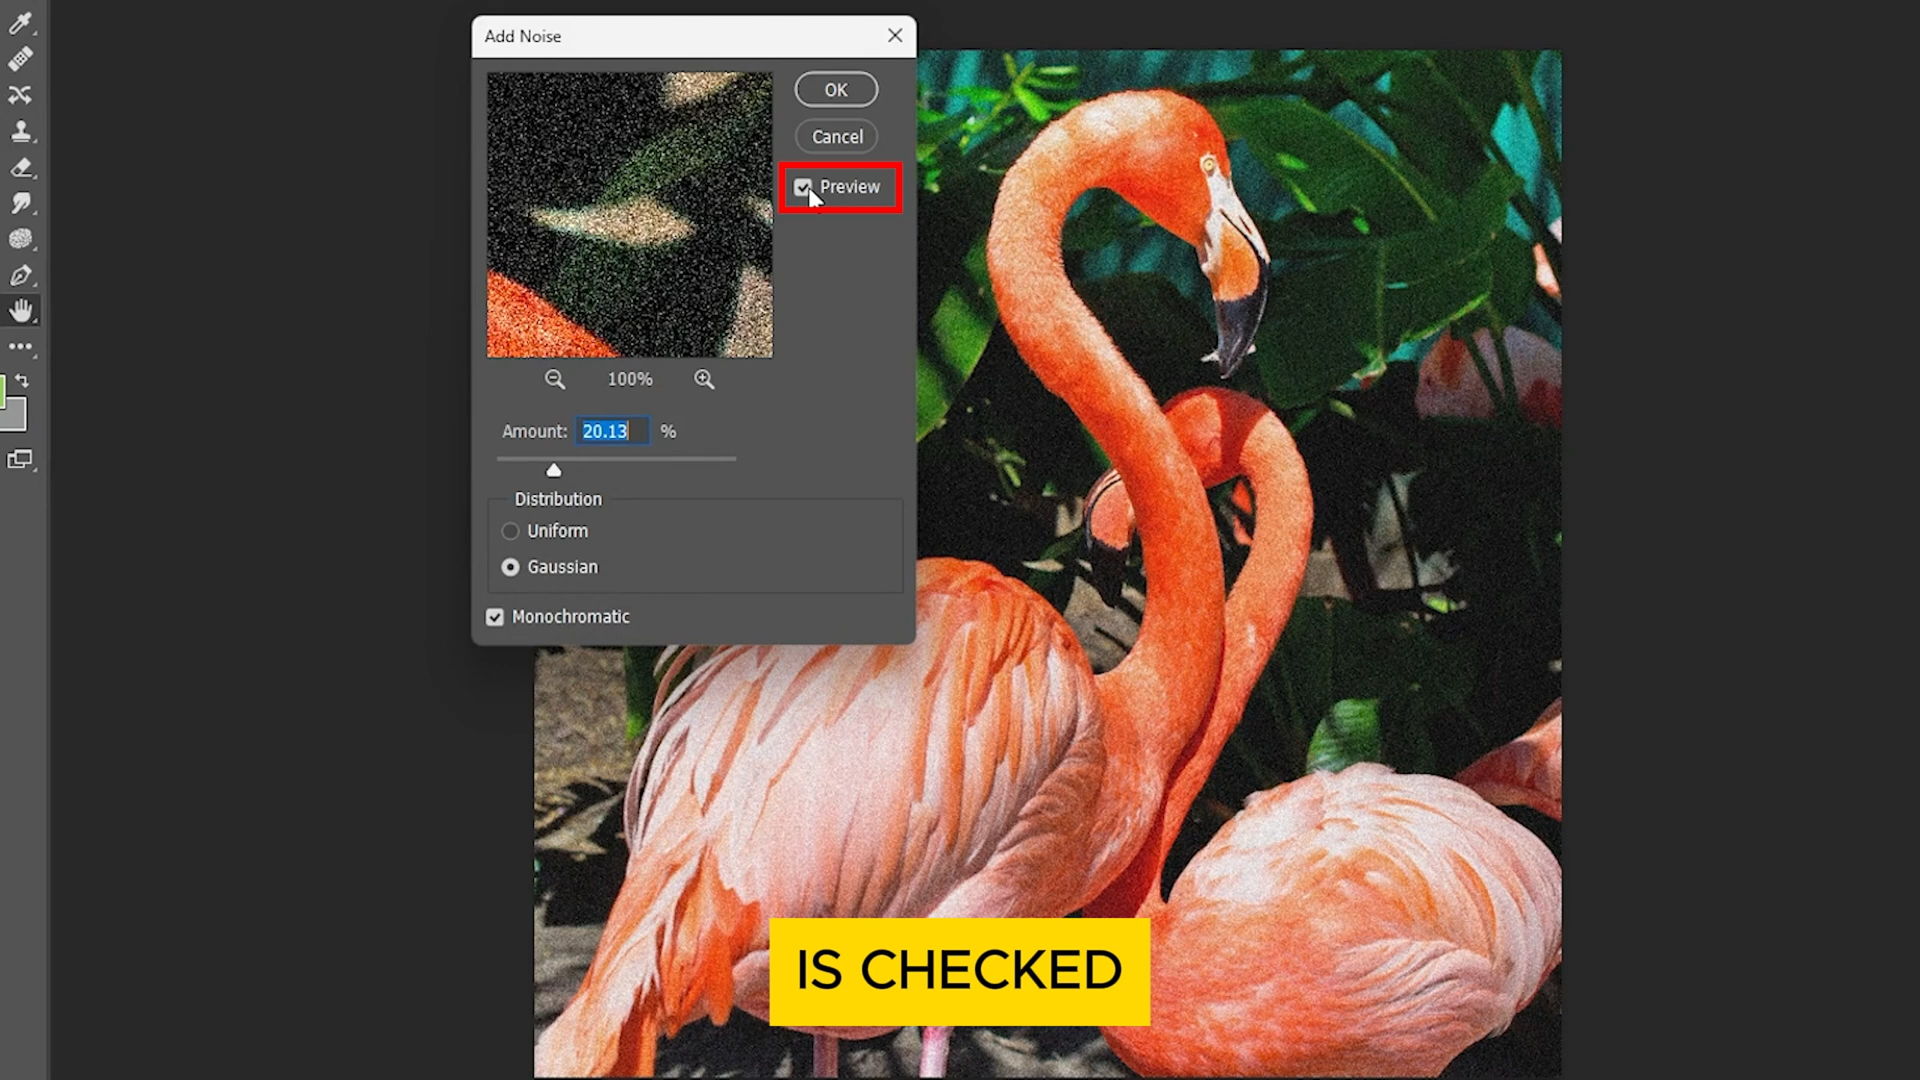 Add Noise
OK
Cancel
Preview
100%
Amount: 20.13 %
Distribution
Uniform
Gaussian
Monochromatic
IS CHECKED